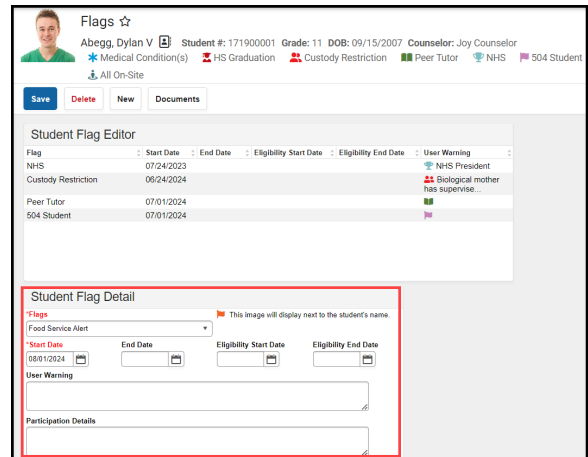 Flags
Abegg, Dylan V Student #: 171900001 Grade: 11 DOB: 09/15/2007 Counselor: Joy Counselor
Medical Condition(s) HS Graduation Custody Restriction Peer Tutor NHS 504 Student
All On-Site
Save Delete New Documents
Student Flag Editor
Flag Start Date End Date Eligibility Start Date Eligibility End Date User Warning
NHS 07/24/2023 NHS President
Custody Restriction 06/24/2024 Biological mother
has supervise...
Peer Tutor 07/01/2024
504 Student 07/01/2024
Student Flag Detail
*Flags This image will display next to the student's name.
Food Service Alert
*Start Date End Date Eligibility Start Date Eligibility End Date
08/01/2024
User Warning
Participation Details